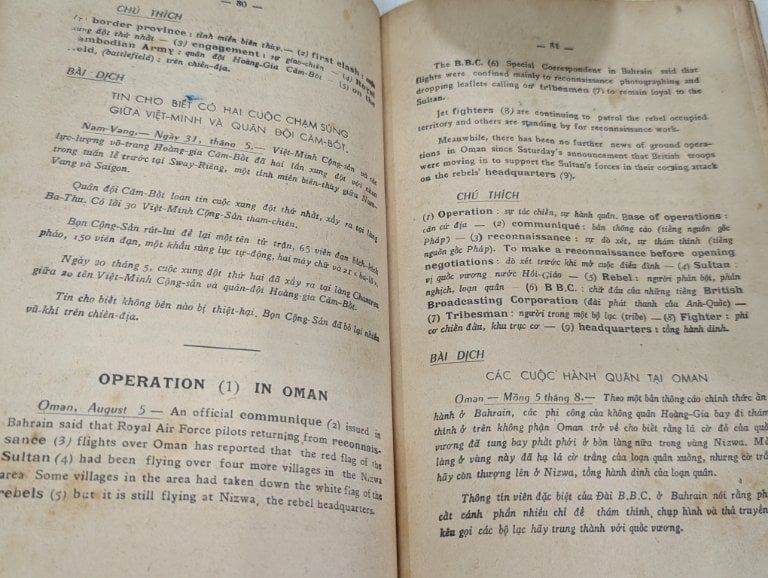 — 80 —
CHÚ THÍCH
(1) border province : tỉnh miền biên thùy.— (2) first clash :
xung đột thứ nhất — (3) engagement : sự giao-chiến — (4) Royal
Cambodian Army : quân đội Hoàng-Gia Căm-Bốt — (5) on the
field, (battlefield) : trên chiến-địa.
BÀI DỊCH
TIN CHO BIẾT CÓ HAI CUỘC CHẠM SÚNG
GIỮA VIỆT-MINH VÀ QUÂN ĐỘI CĂM-BỐT.
Nam-Vang.— Ngày 31, tháng 5.— Việt-Minh Cộng-sản và các
lực-lượng võ-trang Hoàng-gia Căm-Bốt đã hai lần xung đột với nhau
trong tuần lễ trước tại Sway-Riêng, một tỉnh miền biên-thùy giữa Nam-
Vang và Saigon.
Quân đội Căm-Bốt loan tin cuộc xung đột thứ nhất, xảy ra tại làng
Ba-Thu. Có lối 30 Việt-Minh Cộng-Sản tham-chiến.
Bọn Cộng-Sản rút-lui để lại một tên tử trận, 65 viên đạn bích-kích
pháo, 150 viên đạn, một khẩu súng lục tự-động, hai máy chữ và 21 ba-lô.
Ngày 20 tháng 5, cuộc xung đột thứ hai đã xảy ra tại làng
giữa 20 tên Việt-Minh Cộng-sản và quân-đội Hoàng-gia Căm-Bốt.
Tin cho biết không bên nào bị thiệt-hại. Bọn Cộng-Sản đã bỏ lại nhiều
vũ-khí trên chiến-địa.
OPERATION (1) IN OMAN
Oman, August 5 — An official communique (2) issued in
Bahrain said that Royal Air Force pilots returning from reconnais-
sance (3) flights over Oman has reported that the red flag of the
Sultan (4) had been flying over four more villages in the Nizwa
area Some villages in the area had taken down the white flag of the
rebels (5) but it is still flying at Nizwa, the rebel headquarters.
— 81 —
The B.B.C. (6) Special Correspondent in Bahrain said that
flights were confined mainly to reconnaissance photographing and
dropping leaflets calling on tribesmen (7) to remain loyal to the
Sultan.
Jet fighters (8) are continuing to patrol the rebel occupied
territory and others are standing by for reconnaissance work.
Meanwhile, there has been no further news of ground opera-
tions in Oman since Saturday's announcement that British troops
were moving in to support the Sultan's forces in their coming attack
on the rebels' headquarters (9).
CHÚ THÍCH
(1) Operation : sự tác chiến, sự hành quân. Base of operations :
căn cứ địa — (2) communiqué : bản thông cáo (tiếng nguồn gốc
Pháp) — (3) reconnaissance : sự dò xét, sự thám thính (tiếng
nguồn gốc Pháp). To make a reconnaissance before opening
negotiations : dò xét trước khi mở cuộc điều đình — (4) Sultan :
vị quốc vương nước Hồi-Giáo — (5) Rebel : người phản bột, phản
nghịch, loạn quân — (6) B.B.C. : chữ đầu của những tiếng British
Broadcasting Corporation (đài phát thanh của Anh-Quốc) —
(7) Tribesman : người trong một bộ lạc (tribe) — (8) Fighter : phi
cơ chiến đấu, khu trục cơ — (9) headquarters : tổng hành dinh.
BÀI DỊCH
CÁC CUỘC HÀNH QUÂN TẠI OMAN
Oman — Mồng 5 tháng 8.— Theo một bản thông cáo chính thức ấn
hành ở Bahrain, các phi công của không quân Hoàng-Gia bay đi thám
thính ở trên không phận Oman trở về cho biết rằng lá cờ đỏ của quốc
vương đã tung bay phất phới ở bốn làng nữa trong vùng Nizwa.
làng ở vùng này đã hạ lá cờ trắng của loạn quân xuống, nhưng cờ
hãy còn thượng lên ở Nizwa, tổng hành dinh của loạn quân.
Thông tín viên đặc biệt của Đài B.B.C. ở Bahrain nói rằng
cất cánh phần nhiều chỉ để thám thính, chụp hình và thả truyền
kêu gọi các bộ lạc hãy trung thành với quốc vương.